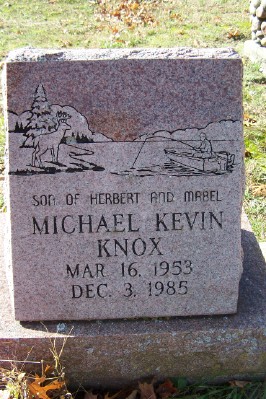 SON OF HERBERT AND MABEL
MICHAEL KEVIN
KNOX
MAR. 16, 1953
DEC. 3, 1985